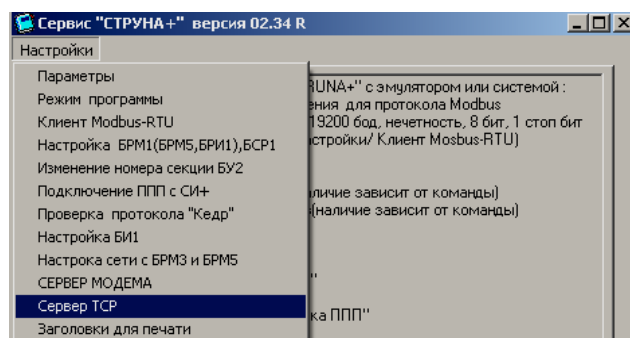 Сервис "СТРУНА+" версия 02.34 R
Настройки
Параметры
Режим программы
Клиент Modbus-RTU
Настройка БРМ1(БРМ5,БРИ1),БСР1
Изменение номера секции БУ2
Подключение ППП с СИ+
Проверка протокола "Кедр"
Настройка БИ1
Настрока сети с БРМ3 и БРМ5
СЕРВЕР МОДЕМА
Сервер TCP
Заголовки для печати
RUNA+" с эмулятором или системой :
ения для протокола Modbus
19200 бод, нечетность, 8 бит, 1 стоп бит
стройки/ Клиент Mosbus-RTU)
аличие зависит от команды)
(наличие зависит от команды)
"
ка ППП"